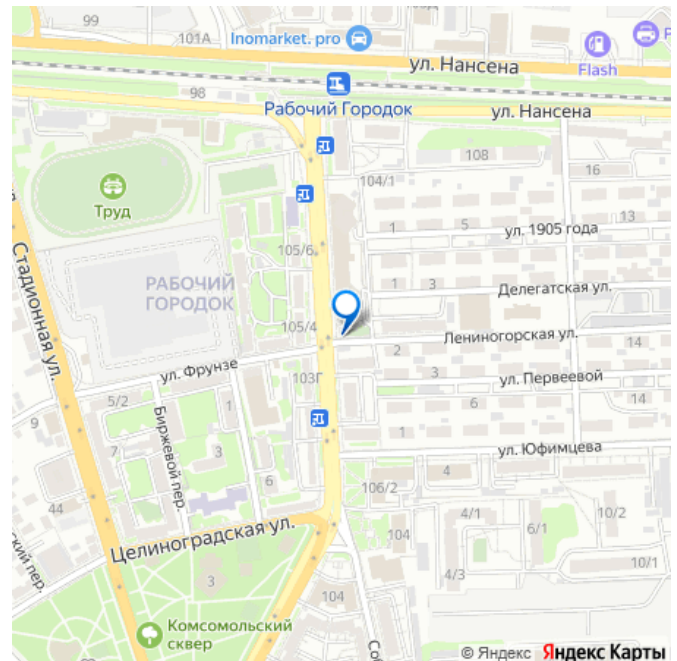 99
101А
Inomarket. pro
Flash
ул. Нансена
98
Рабочий Городок
ул. Нансена
108
16
104/1
Труд
1
5
13
ул. 1905 года
105/6
Стадионная ул.
РАБОЧИЙ
ГОРОДОК
1
3
Делегатская ул.
105/4
Лениногорская ул.
2
14
ул. Фрунзе
103Г
3
ул. Первеевой
5/2
1
6
14
9
Биржевой пер.
1
7
3
ул. Юфимцева
6
4
106/2
44
4/1
10/2
104
6/1
Целиноградская ул.
ский пер.
10/1
3
4/3
104
Комсомольский
сквер
Соб
© Яндекс Яндекс Карты